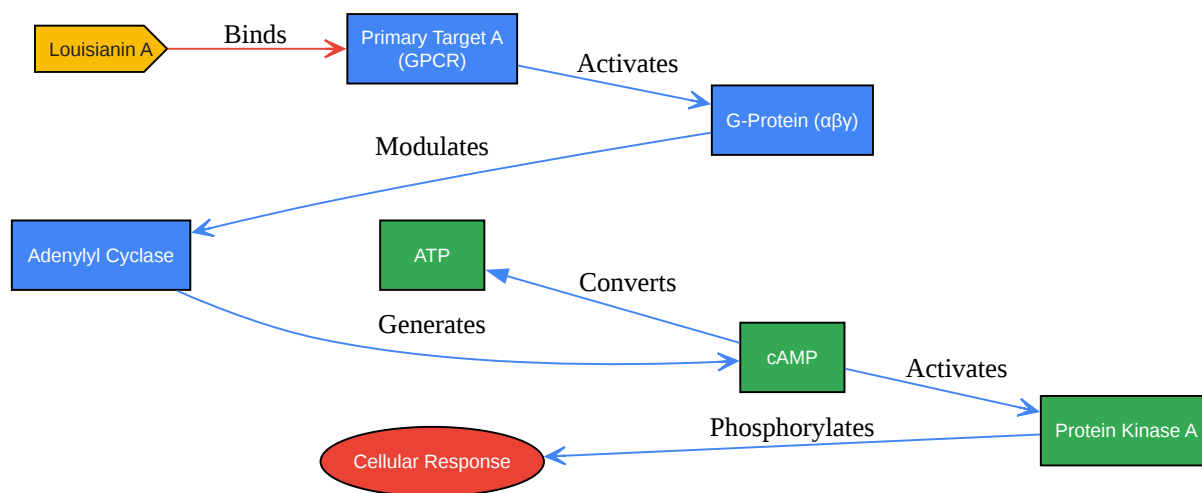 Louisianin A
Binds
Primary Target A
(GPCR)
Activates
G-Protein (αβγ)
Modulates
Adenylyl Cyclase
ATP
Converts
Generates
cAMP
Activates
Protein Kinase A
Phosphorylates
Cellular Response